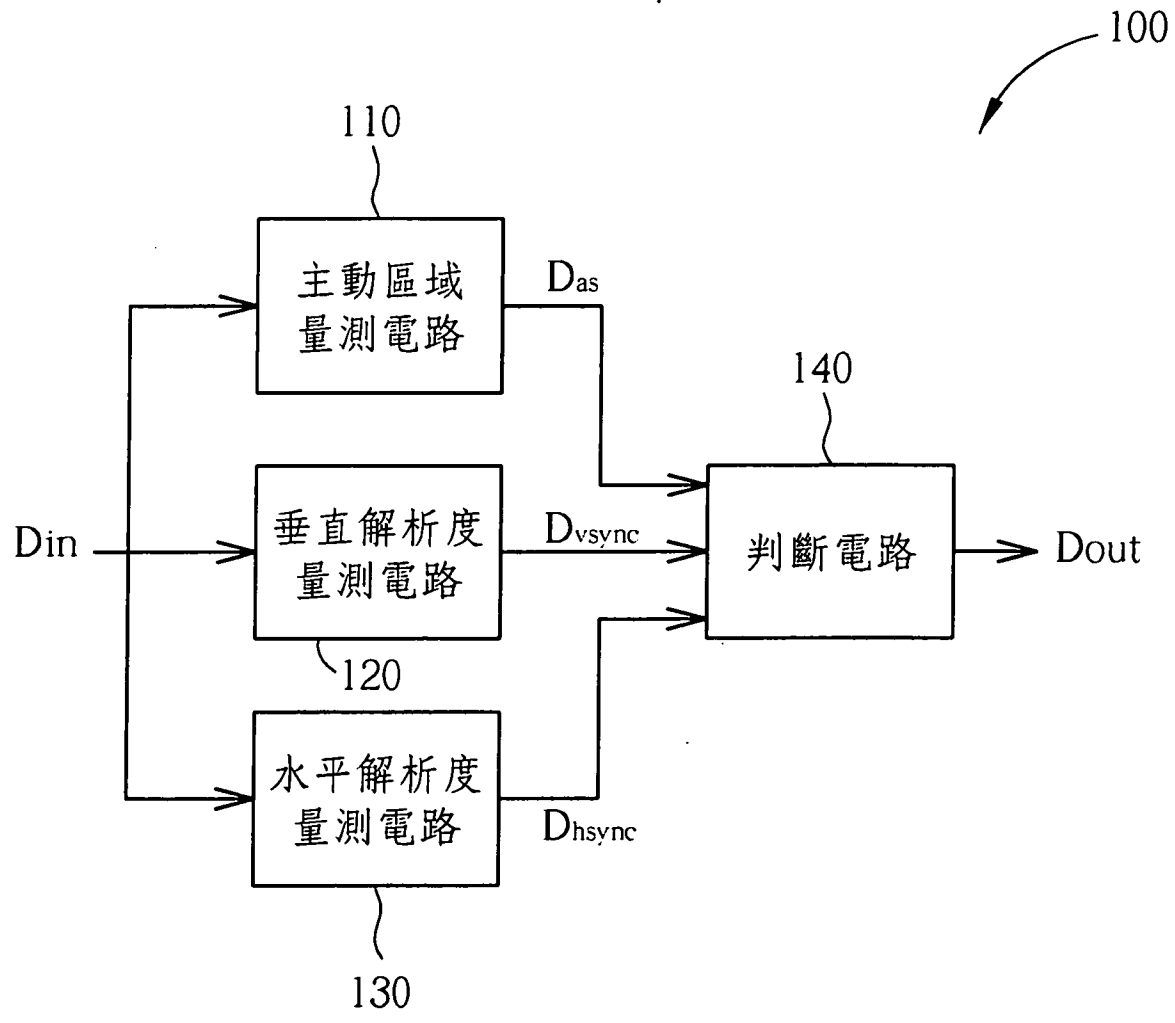 100
110
主動區域
量測電路
Das
140
Din
垂直解析度
量測電路
Dvsync
判斷電路
Dout
120
水平解析度
量測電路
Dhsync
130